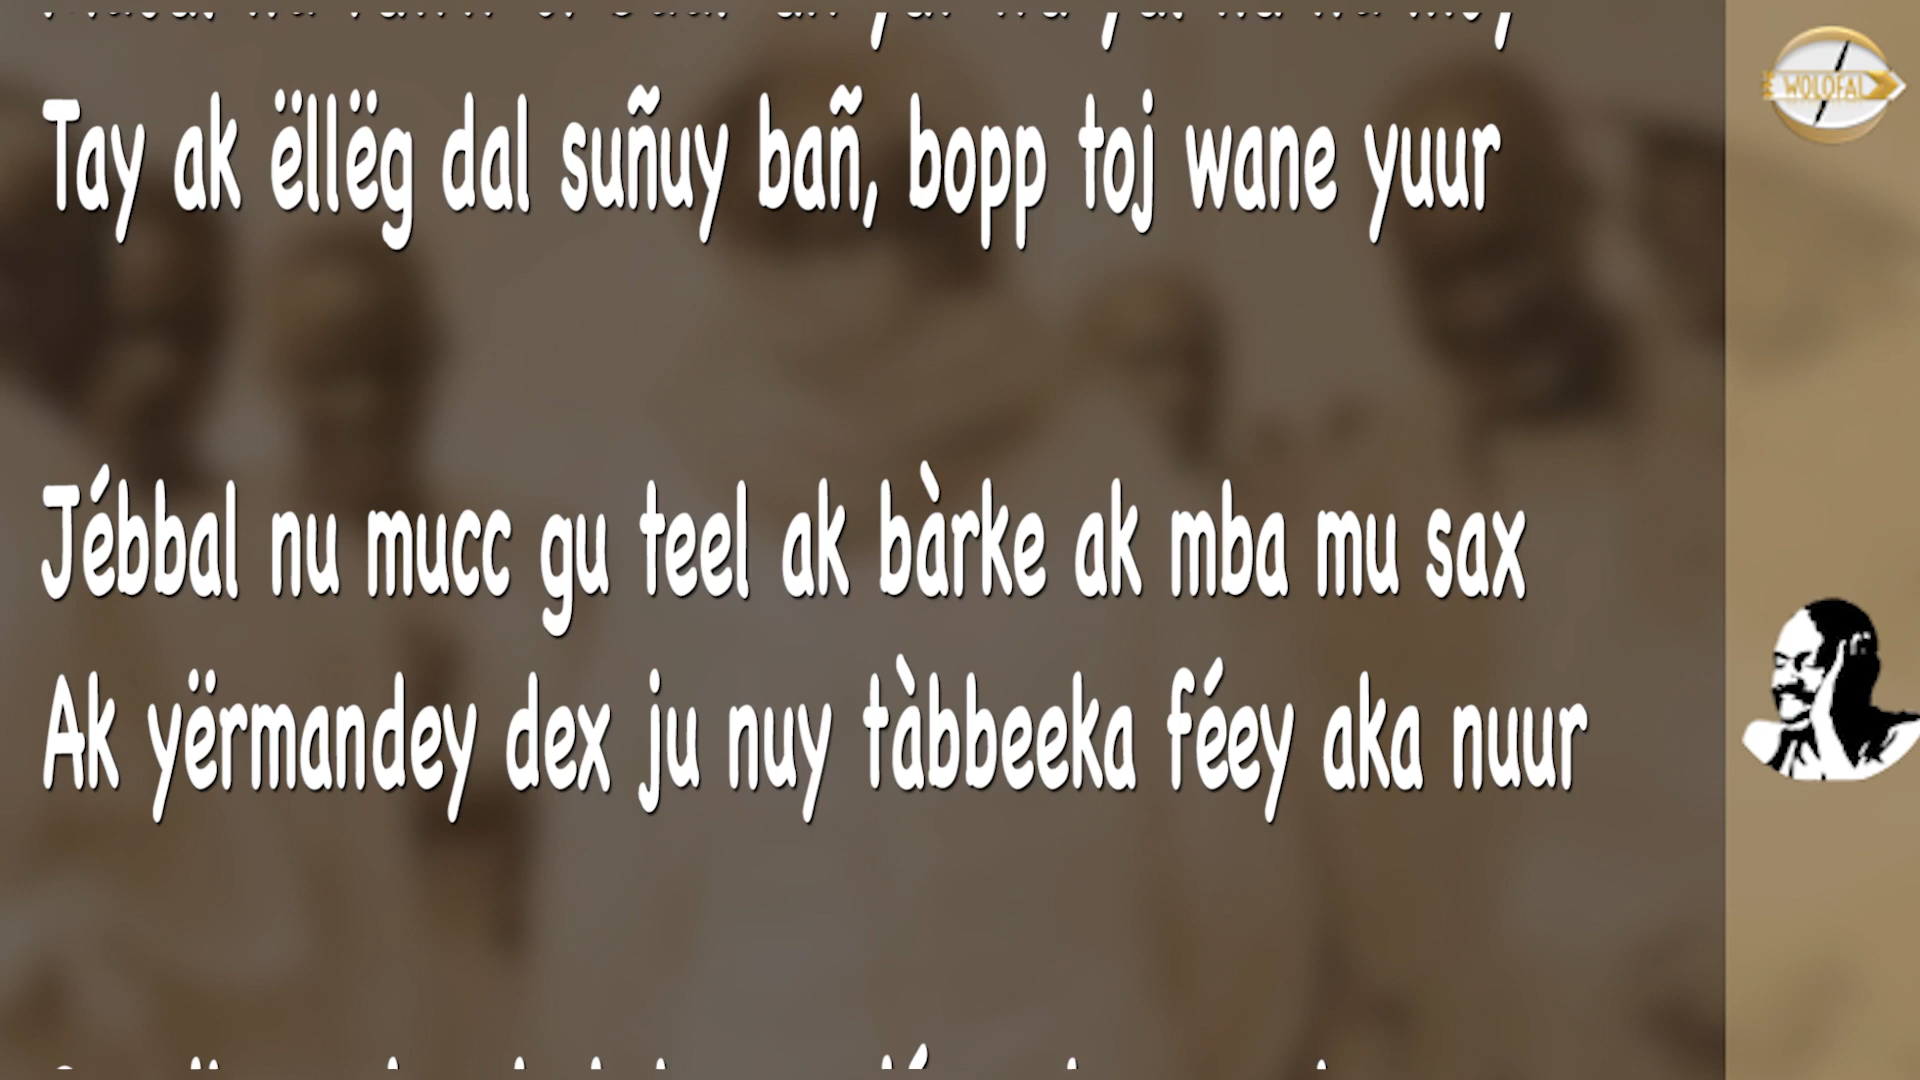 Tay ak ëllëg dal suñuy bañ, bopp toj wane yuur
Jébbal nu mucc gu teel ak bàrke ak mba mu sax
Ak yërmandey dex ju nuy tàbbeeka féey aka nuur
WOLOFAL